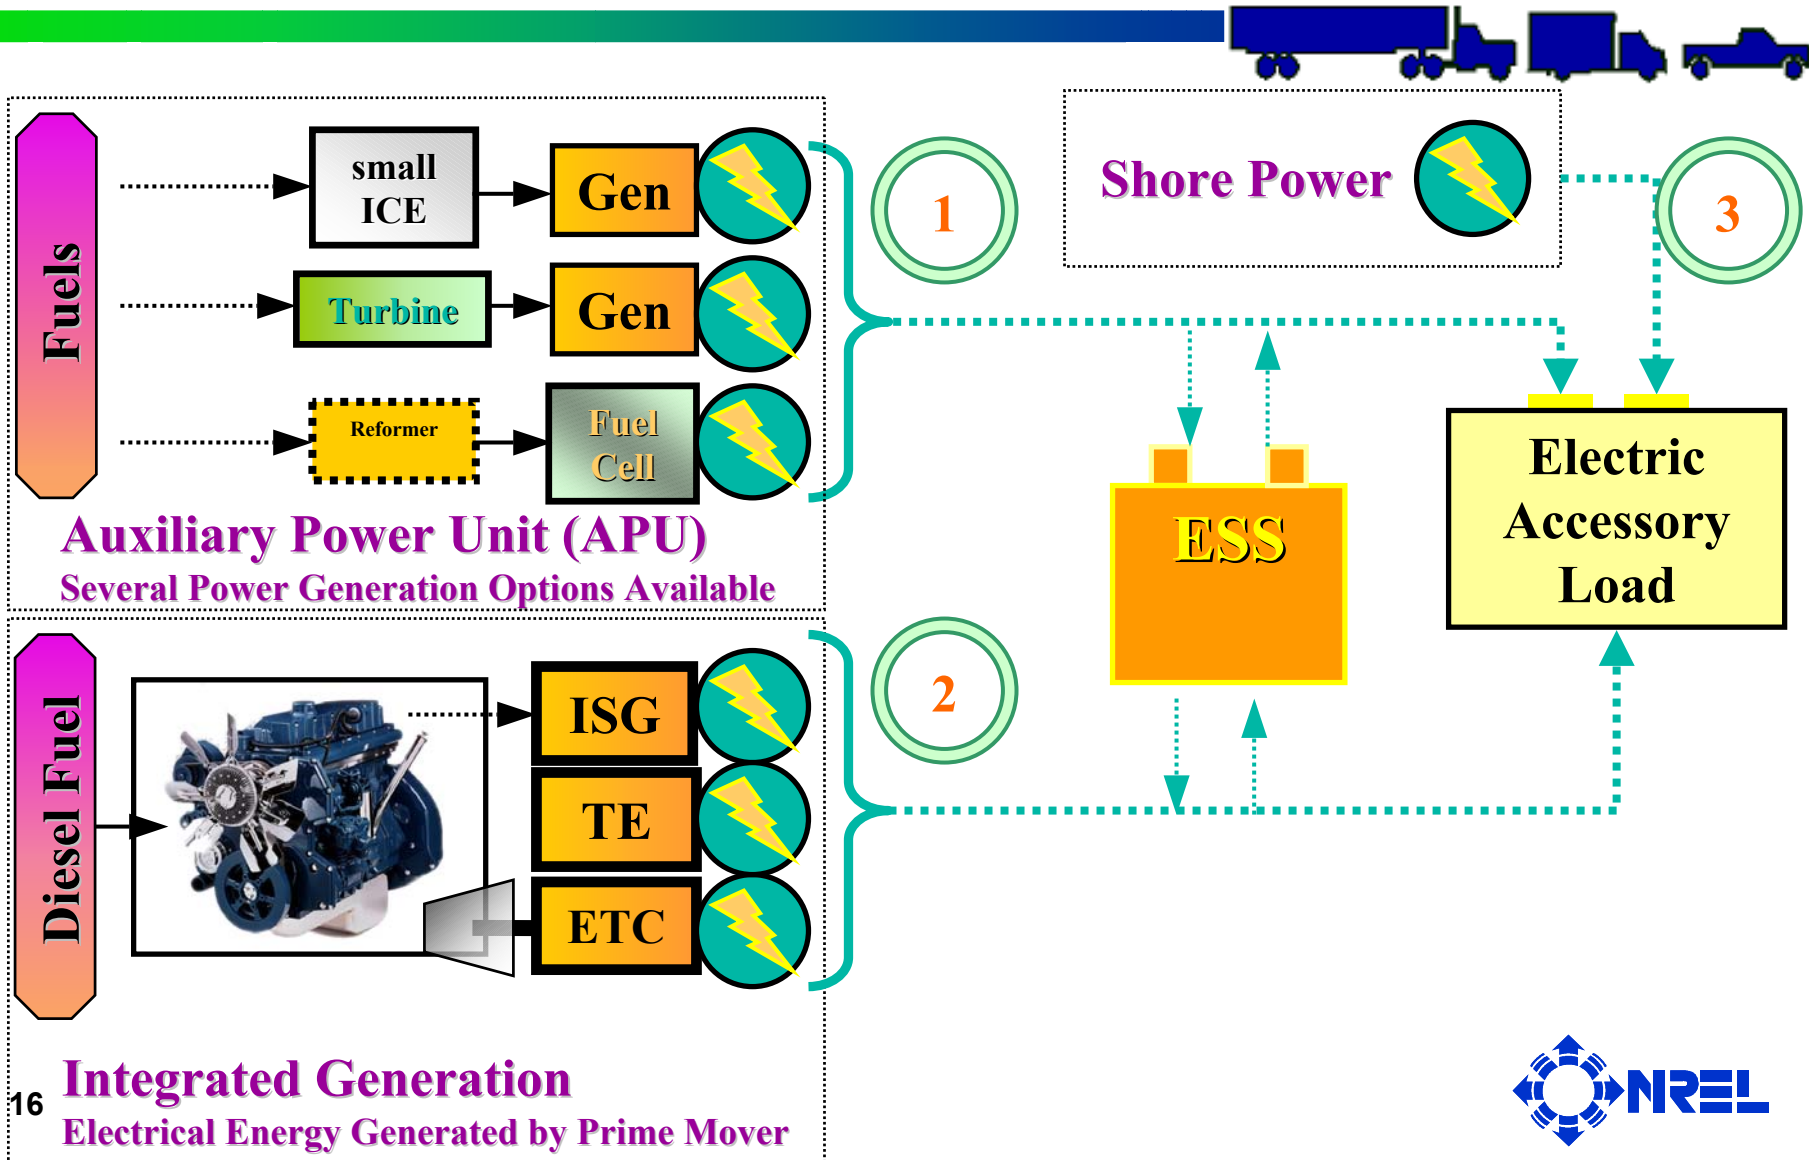 Fuels
small
ICE
Gen
Turbine
Gen
Reformer
Fuel
Cell
Auxiliary Power Unit (APU)
Several Power Generation Options Available
1
Shore Power
3
ESS
Electric
Accessory
Load
Diesel Fuel
ISG
TE
ETC
2
Integrated Generation
Electrical Energy Generated by Prime Mover
16
NREL